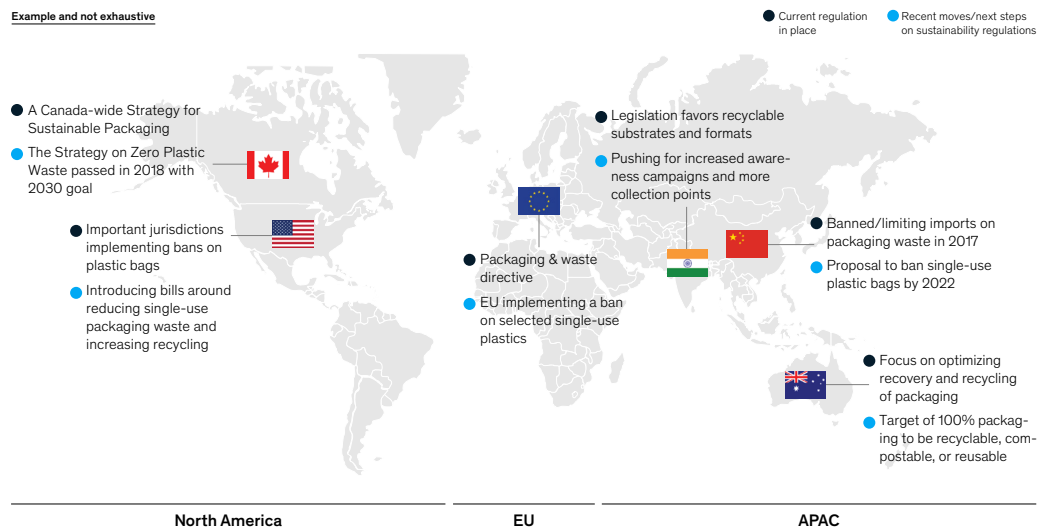 Example and not exhaustive
Current regulation
in place
Recent moves/next steps
on sustainability regulations
A Canada-wide Strategy for
Sustainable Packaging
The Strategy on Zero Plastic
Waste passed in 2018 with
2030 goal
Important jurisdictions
implementing bans on
plastic bags
Introducing bills around
reducing single-use
packaging waste and
increasing recycling
Packaging & waste
directive
EU implementing a ban
on selected single-use
plastics
Legislation favors recyclable
substrates and formats
Pushing for increased aware-
ness campaigns and more
collection points
Banned/limiting imports on
packaging waste in 2017
Proposal to ban single-use
plastic bags by 2022
Focus on optimizing
recovery and recycling
of packaging
Target of 100% packag-
ing to be recyclable, com-
postable, or reusable
North America
EU
APAC